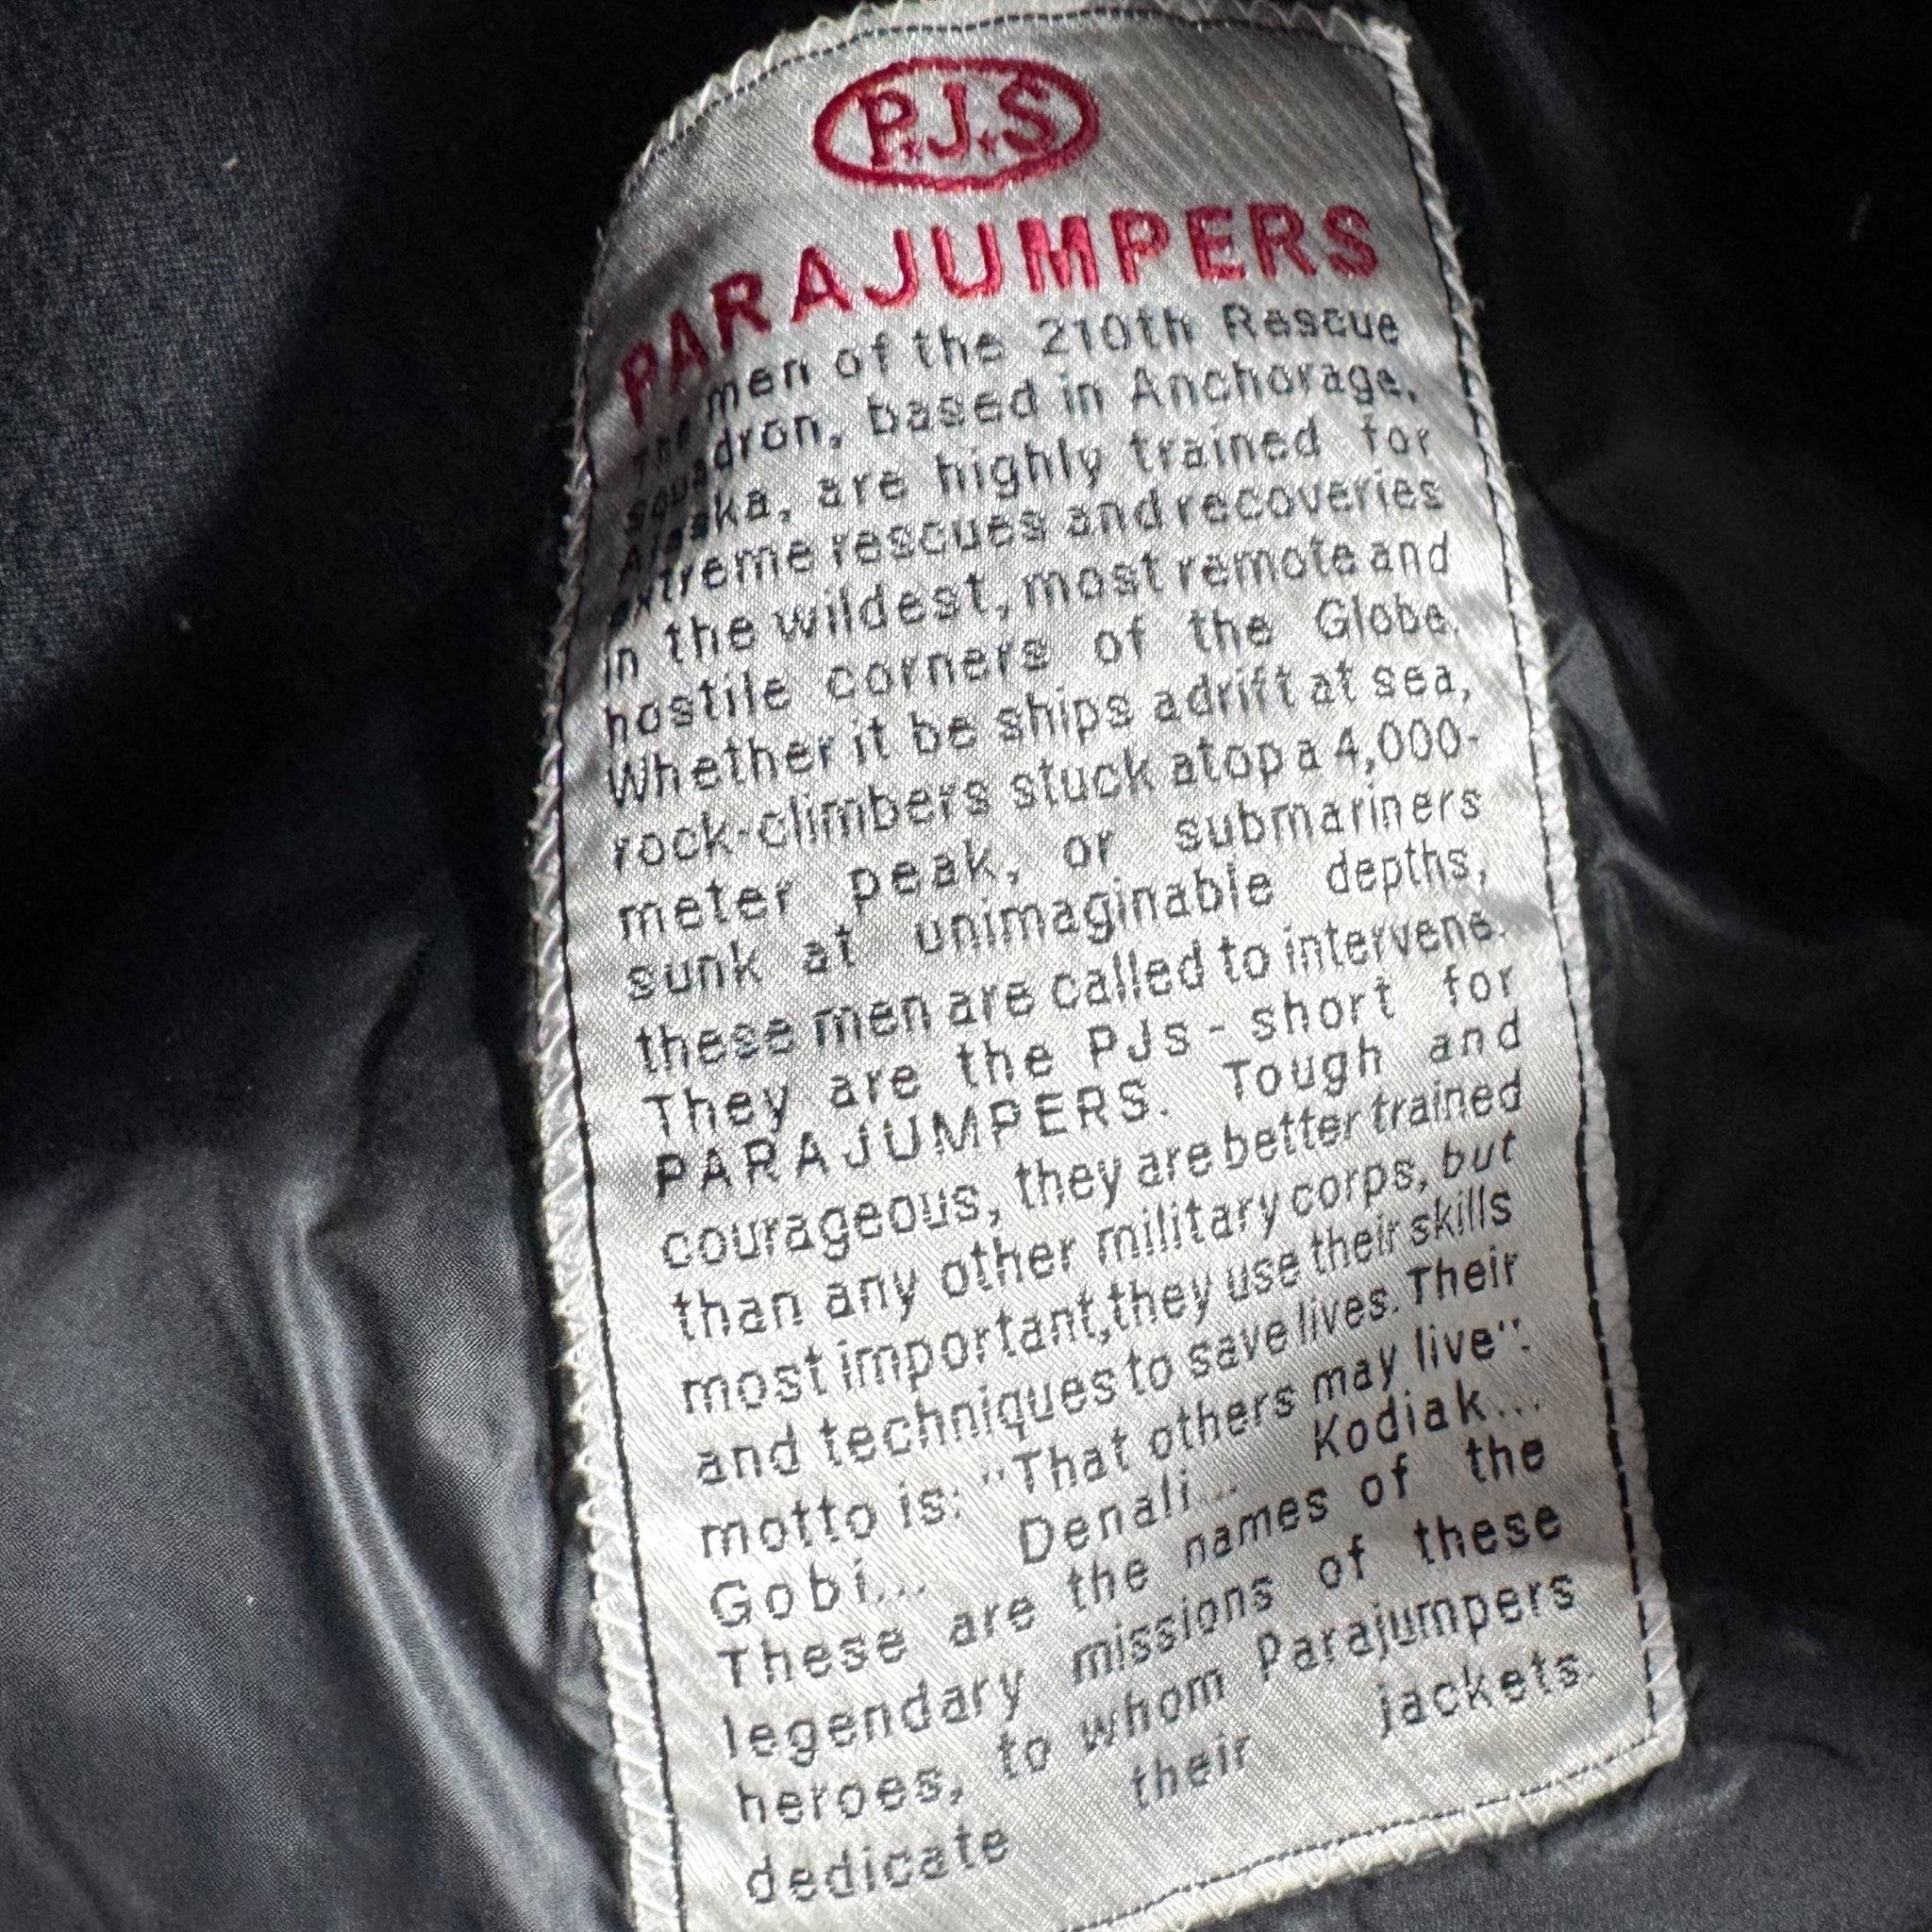 P.J.S
PARAJUMPERS
The men of the 210th Rescue
squadron, based in Anchorage,
Alaska, are highly trained for
extreme rescues and recoveries
in the wildest, most remote and
hostile corners of the Globe.
Whether it be ships adrift at sea,
rock-climbers stuck atop a 4,000-
meter peak, or submariners
sunk at unimaginable depths,
these men are called to intervene.
They are the PJs - short for
PARAJUMPERS. Tough and
courageous, they are better trained
than any other military corps, but
most important,they use their skills
and techniques to save lives. Their
motto is: "That others may live".
Gobi... Denali... Kodiak...
These are the names of the
legendary missions of these
heroes, to whom Parajumpers
dedicate their jackets.